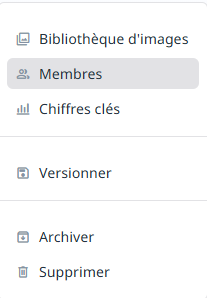 Bibliothèque d'images
Membres
Chiffres clés
Versionner
Archiver
Supprimer